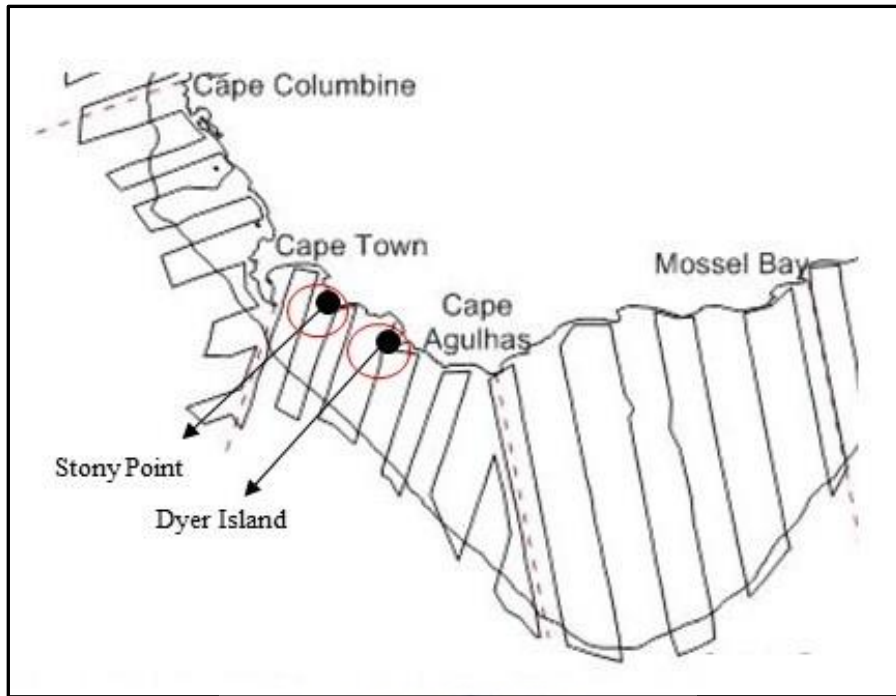 Cape Columbine
Cape Town
Mossel Bay
Cape
Agulhas
Stony Point
Dyer Island